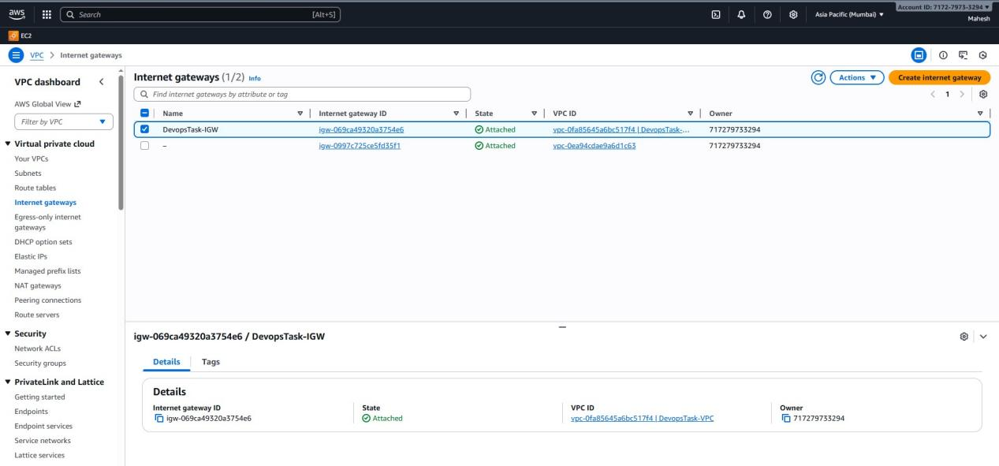 aws
Search [Alt+S]
Asia Pacific (Mumbai) ▼
Account ID: 7172-7973-3294 ▼
Mahesh
EC2
VPC > Internet gateways
VPC dashboard
AWS Global View
Filter by VPC
Virtual private cloud
Your VPCs
Subnets
Route tables
Internet gateways
Egress-only internet
gateways
DHCP option sets
Elastic IPs
Managed prefix lists
NAT gateways
Peering connections
Route servers
Security
Network ACLs
Security groups
PrivateLink and Lattice
Getting started
Endpoints
Endpoint services
Service networks
Lattice services
Internet gateways (1/2) Info
Actions ▼
Create internet gateway
Find internet gateways by attribute or tag
< 1 >
Name Internet gateway ID State VPC ID Owner
DevopsTask-IGW igw-069ca49320a3754e6 Attached vpc-0fa85645a6bc517f4 | DevopsTask-... 717279733294
– igw-0997c725ce5fd35f1 Attached vpc-0ea94cdae9a6d1c63 717279733294
igw-069ca49320a3754e6 / DevopsTask-IGW
Details Tags
Details
Internet gateway ID State VPC ID Owner
igw-069ca49320a3754e6 Attached vpc-0fa85645a6bc517f4 | DevopsTask-VPC 717279733294